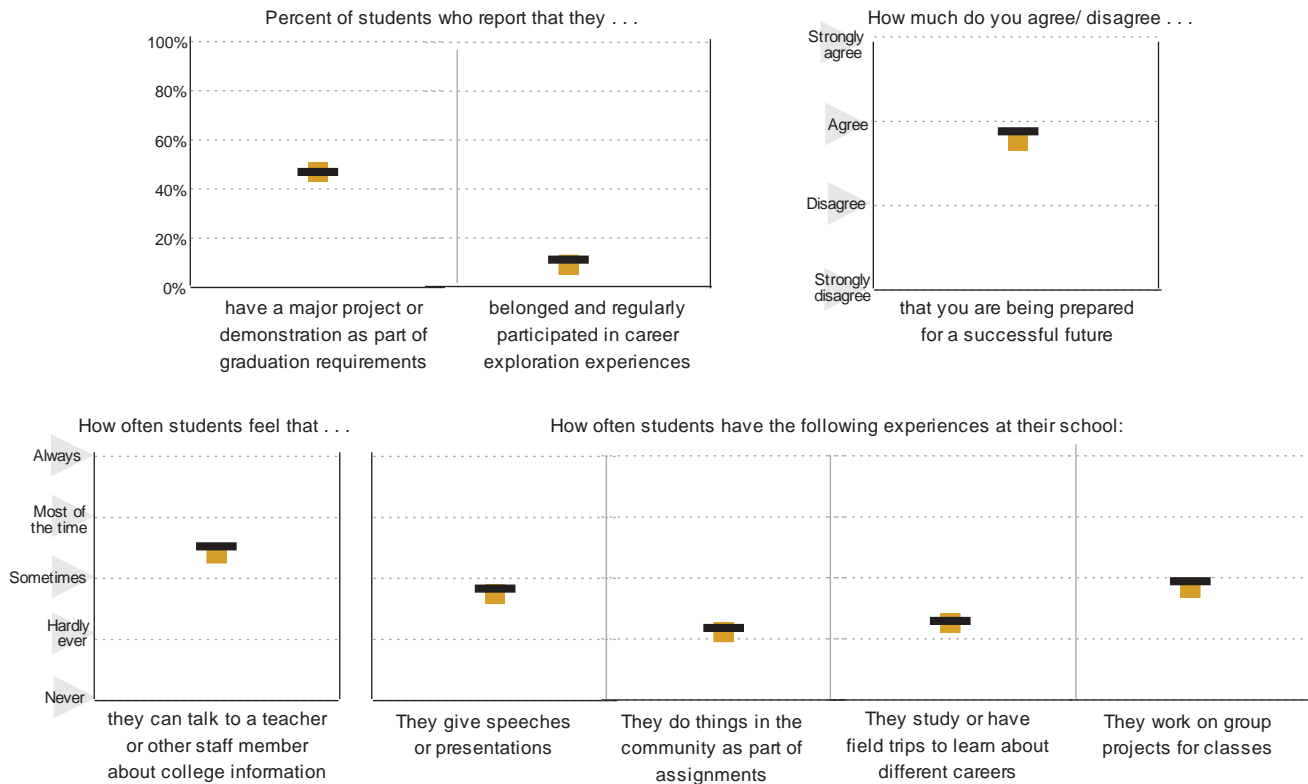 Percent of students who report that they . . .
100%
80%
60%
40%
20%
0%
have a major project or
demonstration as part of
graduation requirements
belonged and regularly
participated in career
exploration experiences
How much do you agree/ disagree . . .
Strongly
agree
Agree
Disagree
Strongly
disagree
that you are being prepared
for a successful future
How often students feel that . . .
Always
Most of
the time
Sometimes
Hardly
ever
Never
they can talk to a teacher
or other staff member
about college information
How often students have the following experiences at their school:
They give speeches
or presentations
They do things in the
community as part of
assignments
They study or have
field trips to learn about
different careers
They work on group
projects for classes